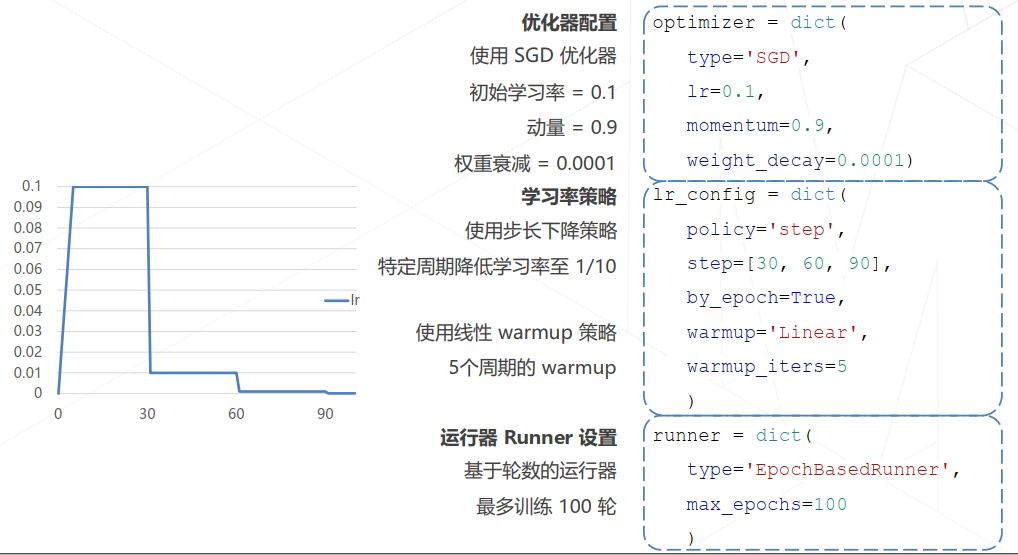 优化器配置
使用 SGD 优化器
初始学习率 = 0.1
动量 = 0.9
权重衰减 = 0.0001
学习率策略
使用步长下降策略
特定周期降低学习率至 1/10
使用线性 warmup 策略
5个周期的 warmup
运行器 Runner 设置
基于轮数的运行器
最多训练 100 轮
optimizer = dict(
type='SGD',
lr=0.1,
momentum=0.9,
weight_decay=0.0001)
lr_config = dict(
policy='step',
step=[30, 60, 90],
by_epoch=True,
warmup='Linear',
warmup_iters=5
)
runner = dict(
type='EpochBasedRunner',
max_epochs=100
)
0.1
0.09
0.08
0.07
0.06
0.05
0.04
0.03
0.02
0.01
0
0 30 60 90
lr